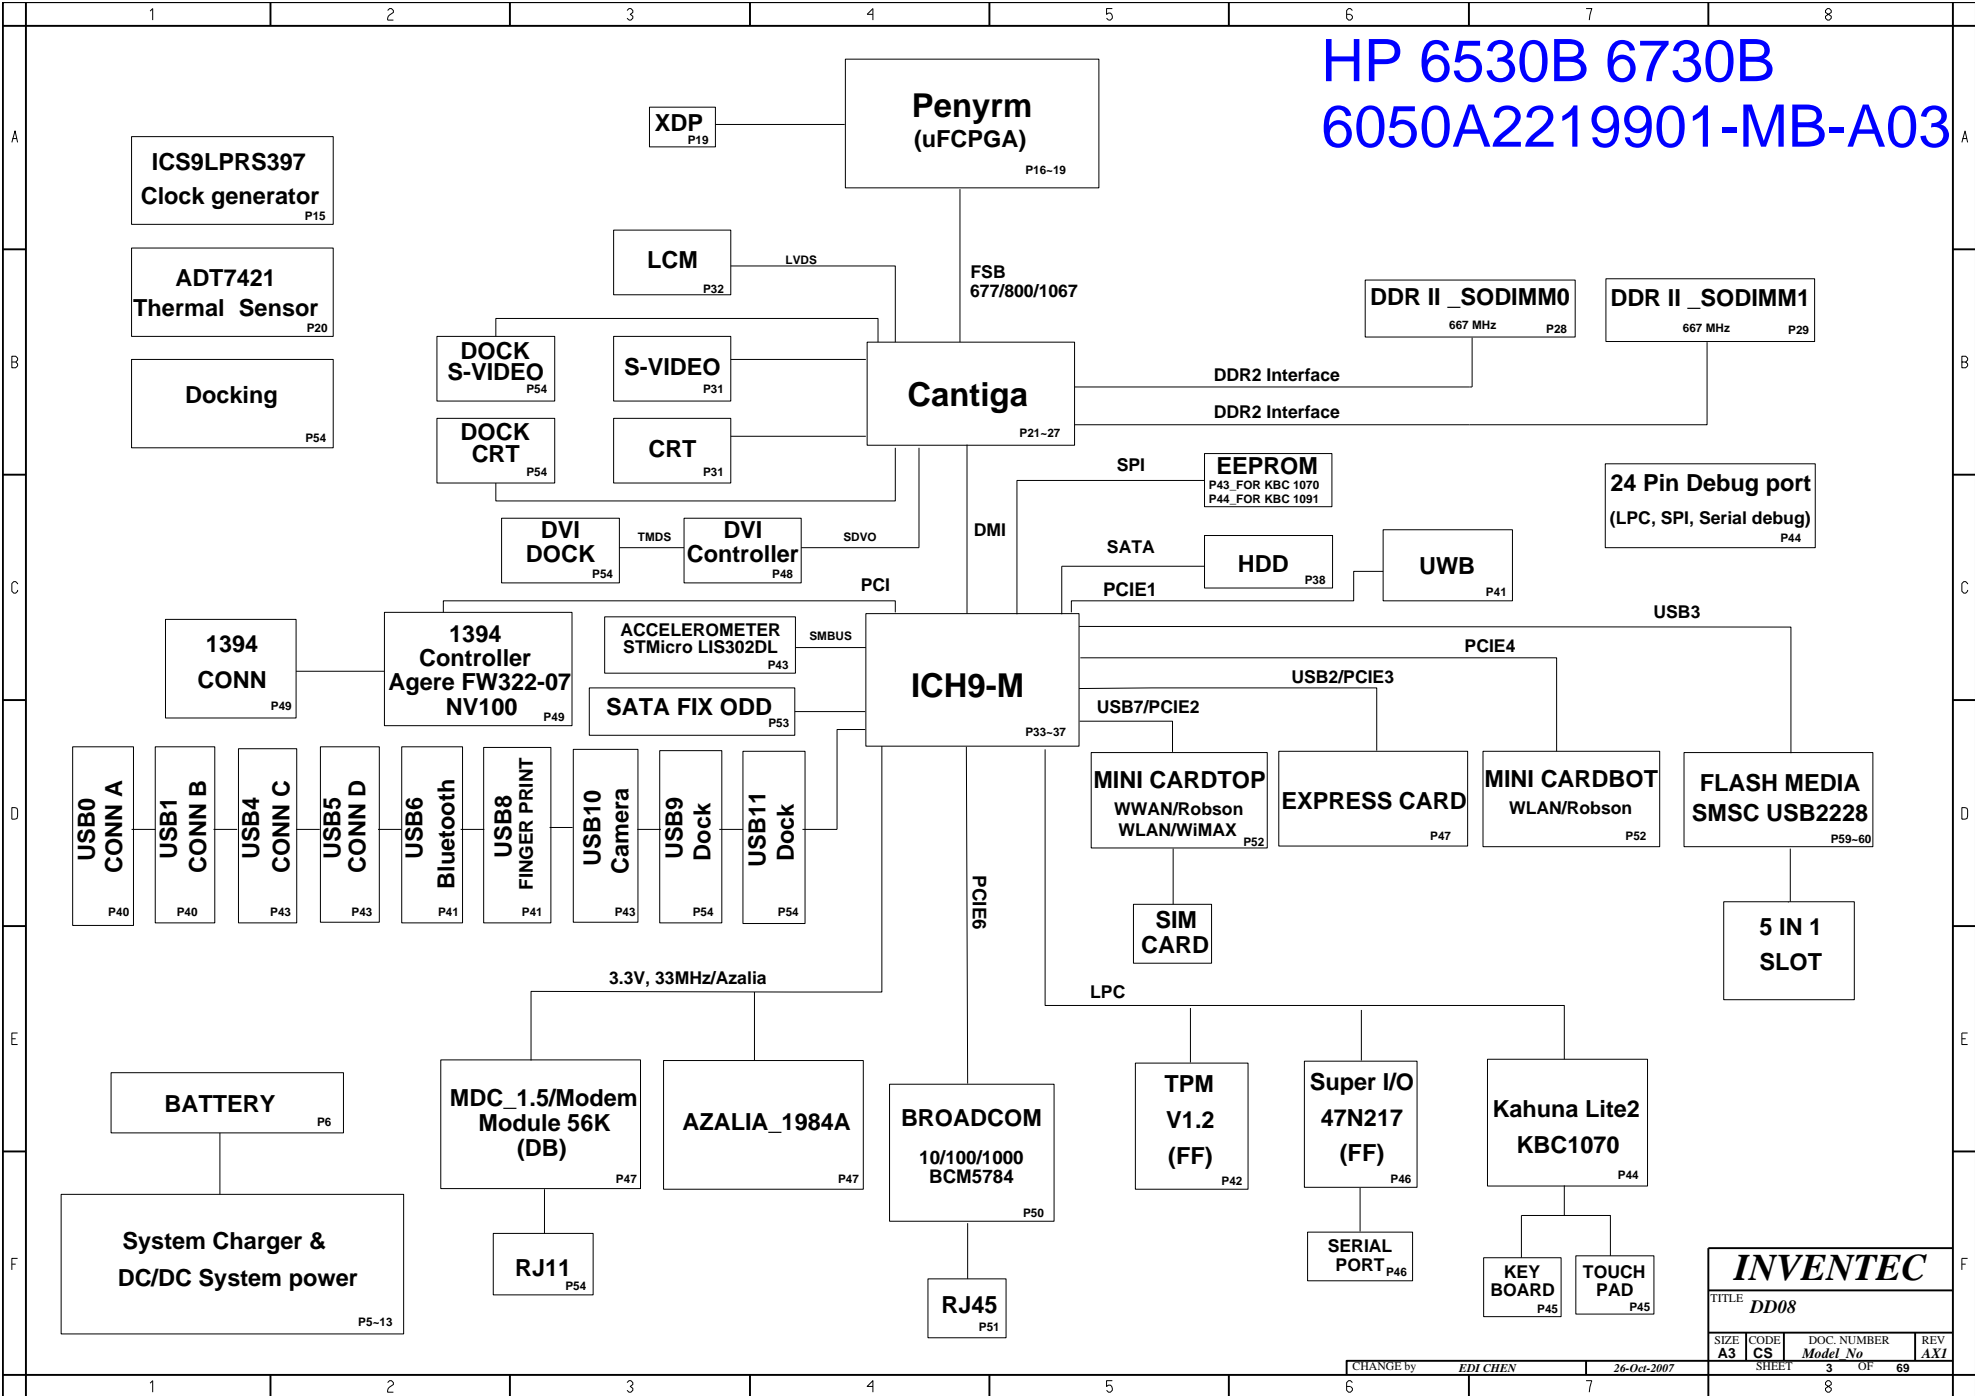 1 2 3 4 5 6 7 8
HP 6530B 6730B
6050A2219901-MB-A03
A
A
Penyrm
(uFCPGA)
P16~19
XDP
P19
ICS9LPRS397
Clock generator
P15
ADT7421
Thermal Sensor
P20
Docking
P54
LCM
P32
LVDS
FSB
677/800/1067
DDR II _SODIMM0
667 MHz P28
DDR II _SODIMM1
667 MHz P29
B
B
DOCK
S-VIDEO
P54
S-VIDEO
P31
Cantiga
P21~27
DDR2 Interface
DDR2 Interface
DOCK
CRT
P54
CRT
P31
SPI
EEPROM
P43_FOR KBC 1070
P44_FOR KBC 1091
24 Pin Debug port
(LPC, SPI, Serial debug)
P44
DVI
DOCK
P54
TMDS
DVI
Controller
P48
SDVO
DMI
SATA
HDD
P38
UWB
P41
C
C
PCI
PCIE1
USB3
1394
CONN
P49
1394
Controller
Agere FW322-07
NV100
P49
ACCELEROMETER
STMicro LIS302DL
P43
SMBUS
ICH9-M
P33~37
PCIE4
USB2/PCIE3
USB7/PCIE2
SATA FIX ODD
P53
USB0
CONN A
P40
USB1
CONN B
P40
USB4
CONN C
P43
USB5
CONN D
P43
USB6
Bluetooth
P41
USB8
FINGER PRINT
P41
USB10
Camera
P43
USB9
Dock
P54
USB11
Dock
P54
MINI CARDTOP
WWAN/Robson
WLAN/WiMAX
P52
EXPRESS CARD
P47
MINI CARDBOT
WLAN/Robson
P52
FLASH MEDIA
SMSC USB2228
P59~60
D
D
PCIE6
SIM
CARD
5 IN 1
SLOT
3.3V, 33MHz/Azalia
LPC
E
E
BATTERY
P6
MDC_1.5/Modem
Module 56K
(DB)
P47
AZALIA_1984A
P47
BROADCOM
10/100/1000
BCM5784
P50
TPM
V1.2
(FF)
P42
Super I/O
47N217
(FF)
P46
Kahuna Lite2
KBC1070
P44
System Charger &
DC/DC System power
P5~13
RJ11
P54
RJ45
P51
SERIAL
PORT
P46
KEY
BOARD
P45
TOUCH
PAD
P45
F
F
INVENTEC
TITLE DD08
SIZE CODE DOC. NUMBER REV
A3 CS Model_No AX1
CHANGE by EDI CHEN 26-Oct-2007 SHEET 3 OF 69
1 2 3 4 5 6 7 8